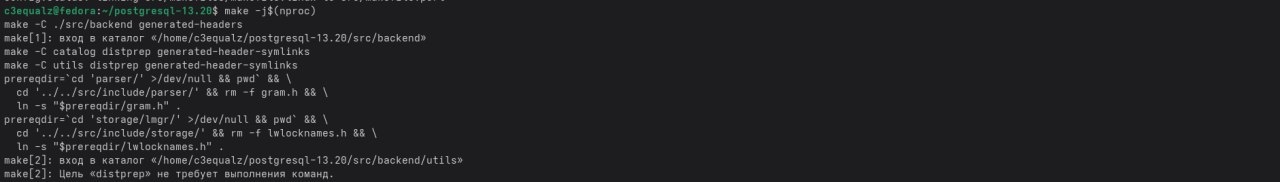 c3equalz@fedora:~/postgresql-13.20$ make -j$(nproc)
make -C ./src/backend generated-headers
make[1]: вход в каталог «/home/c3equalz/postgresql-13.20/src/backend»
make -C catalog distprep generated-header-symlinks
make -C utils distprep generated-header-symlinks
prereqdir=`cd 'parser/' >/dev/null && pwd` && \
  cd '../../src/include/parser/' && rm -f gram.h && \
  ln -s "$prereqdir/gram.h" .
prereqdir=`cd 'storage/lmgr/' >/dev/null && pwd` && \
  cd '../../src/include/storage/' && rm -f lwlocknames.h && \
  ln -s "$prereqdir/lwlocknames.h" .
make[2]: вход в каталог «/home/c3equalz/postgresql-13.20/src/backend/utils»
make[2]: Цель «distprep» не требует выполнения команд.